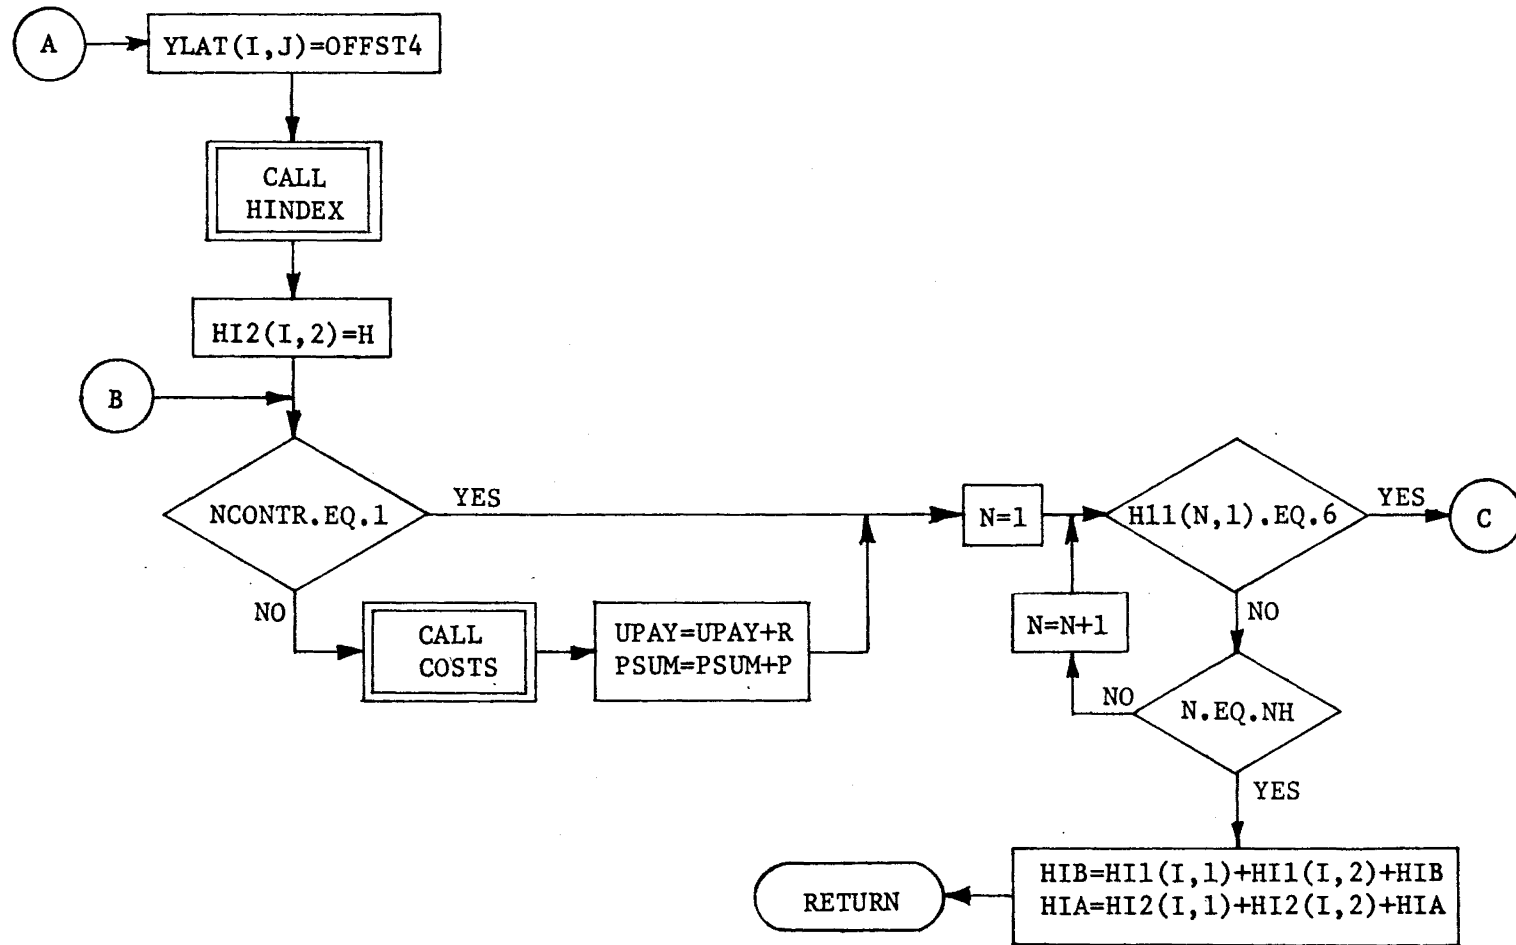 A
YLAT(I,J)=OFFST4
CALL
HINDEX
HI2(I,2)=H
B
NCONTR.EQ.1
YES
NO
CALL
COSTS
UPAY=UPAY+R
PSUM=PSUM+P
N=1
H11(N,1).EQ.6
YES
C
NO
N=N+1
N.EQ.NH
NO
YES
HIB=HI1(I,1)+HI1(I,2)+HIB
HIA=HI2(I,1)+HI2(I,2)+HIA
RETURN